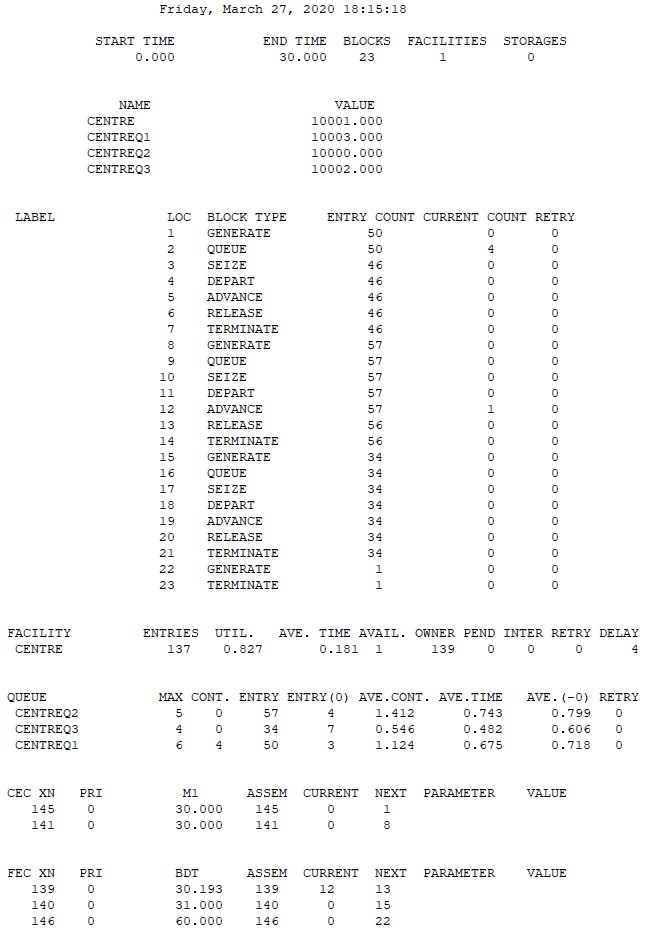 Friday, March 27, 2020 18:15:18
START TIME END TIME BLOCKS FACILITIES STORAGES
0.000 30.000 23 1 0
NAME VALUE
CENTRE 10001.000
CENTREQ1 10003.000
CENTREQ2 10000.000
CENTREQ3 10002.000
LABEL LOC BLOCK TYPE ENTRY COUNT CURRENT COUNT RETRY
1 GENERATE 50 0 0
2 QUEUE 50 4 0
3 SEIZE 46 0 0
4 DEPART 46 0 0
5 ADVANCE 46 0 0
6 RELEASE 46 0 0
7 TERMINATE 46 0 0
8 GENERATE 57 0 0
9 QUEUE 57 0 0
10 SEIZE 57 0 0
11 DEPART 57 0 0
12 ADVANCE 57 1 0
13 RELEASE 56 0 0
14 TERMINATE 56 0 0
15 GENERATE 34 0 0
16 QUEUE 34 0 0
17 SEIZE 34 0 0
18 DEPART 34 0 0
19 ADVANCE 34 0 0
20 RELEASE 34 0 0
21 TERMINATE 34 0 0
22 GENERATE 1 0 0
23 TERMINATE 1 0 0
FACILITY ENTRIES UTIL. AVE. TIME AVAIL. OWNER PEND INTER RETRY DELAY
CENTRE 137 0.827 0.181 1 139 0 0 0 4
QUEUE MAX CONT. ENTRY ENTRY(0) AVE.CONT. AVE.TIME AVE.(-0) RETRY
CENTREQ2 5 0 57 4 1.412 0.743 0.799 0
CENTREQ3 4 0 34 7 0.546 0.482 0.606 0
CENTREQ1 6 4 50 3 1.124 0.675 0.718 0
CEC XN PRI M1 ASSEM CURRENT NEXT PARAMETER VALUE
145 0 30.000 145 0 1
141 0 30.000 141 0 8
FEC XN PRI BDT ASSEM CURRENT NEXT PARAMETER VALUE
139 0 30.193 139 12 13
140 0 31.000 140 0 15
146 0 60.000 146 0 22